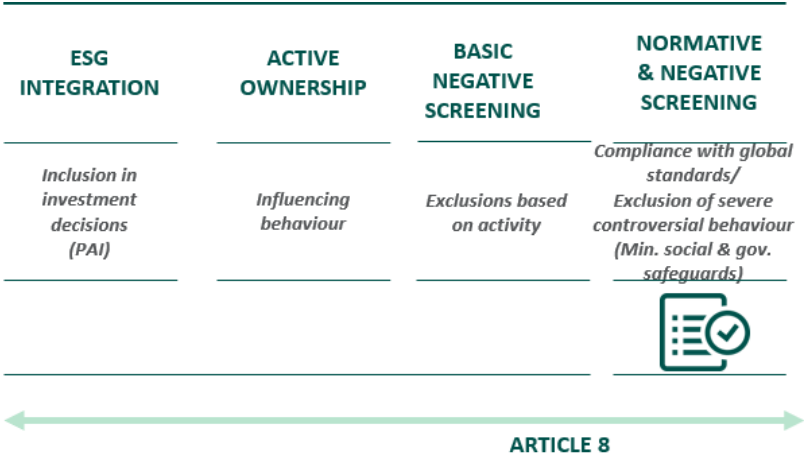 ESG
INTEGRATION
ACTIVE
OWNERSHIP
BASIC
NEGATIVE
SCREENING
NORMATIVE
& NEGATIVE
SCREENING
Inclusion in
investment
decisions
(PAI)
Influencing
behaviour
Exclusions based
on activity
Compliance with global
standards/
Exclusion of severe
controversial behaviour
(Min. social & gov.
safeguards)
ARTICLE 8